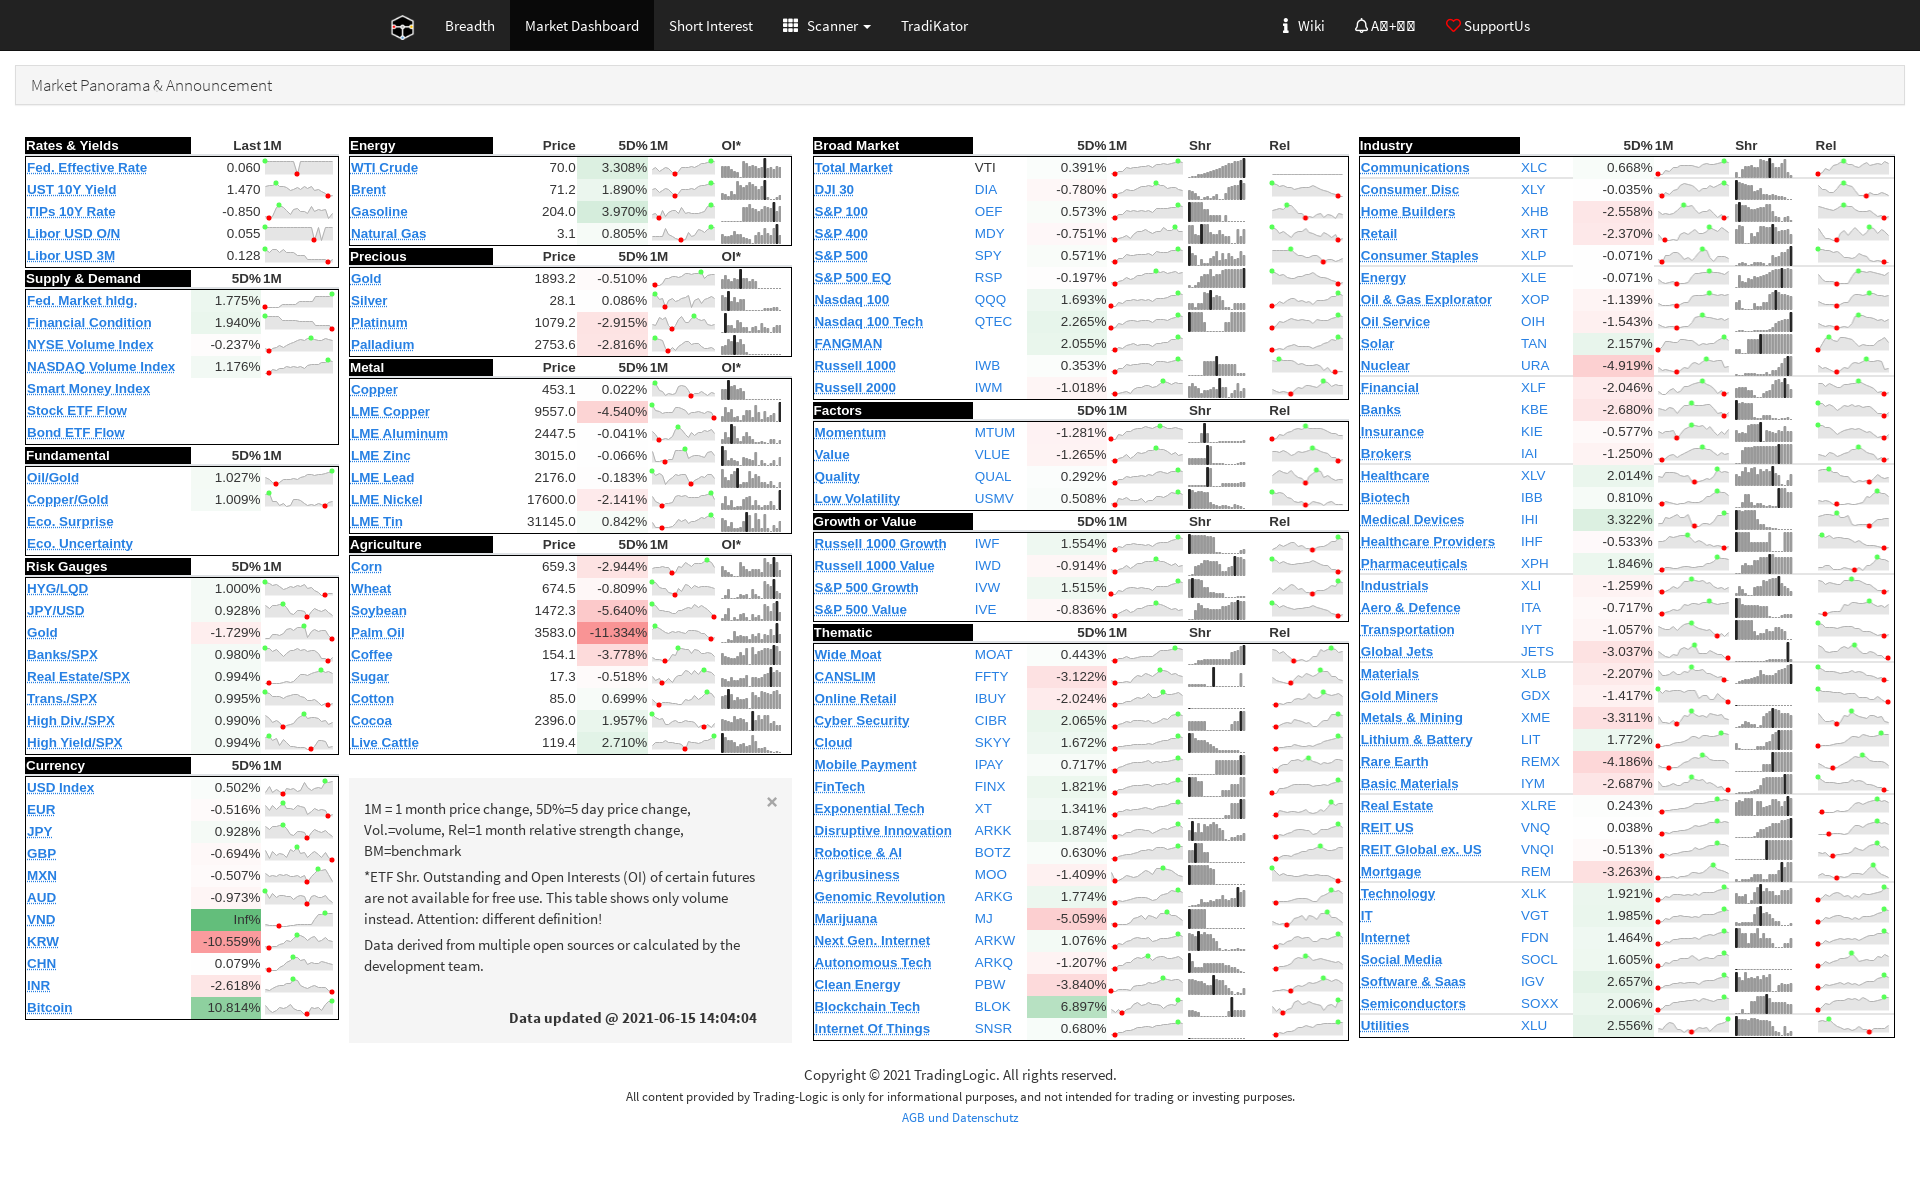 Breadth Market Dashboard Short Interest Scanner TradiKator Wiki SupportUs
Market Panorama & Announcement
Rates & Yields Last 1M
Fed. Effective Rate 0.060
UST 10Y Yield 1.470
TIPs 10Y Rate -0.850
Libor USD O/N 0.055
Libor USD 3M 0.128
Supply & Demand 5D% 1M
Fed. Market hldg. 1.775%
Financial Condition 1.940%
NYSE Volume Index -0.237%
NASDAQ Volume Index 1.176%
Smart Money Index
Stock ETF Flow
Bond ETF Flow
Fundamental 5D% 1M
Oil/Gold 1.027%
Copper/Gold 1.009%
Eco. Surprise
Eco. Uncertainty
Risk Gauges 5D% 1M
HYG/LQD 1.000%
JPY/USD 0.928%
Gold -1.729%
Banks/SPX 0.980%
Real Estate/SPX 0.994%
Trans./SPX 0.995%
High Div./SPX 0.990%
High Yield/SPX 0.994%
Currency 5D% 1M
USD Index 0.502%
EUR -0.516%
JPY 0.928%
GBP -0.694%
MXN -0.507%
AUD -0.973%
VND Inf%
KRW -10.559%
CHN 0.079%
INR -2.618%
Bitcoin 10.814%
Energy Price 5D% 1M OI*
WTI Crude 70.0 3.308%
Brent 71.2 1.890%
Gasoline 204.0 3.970%
Natural Gas 3.1 0.805%
Precious Price 5D% 1M OI*
Gold 1893.2 -0.510%
Silver 28.1 0.086%
Platinum 1079.2 -2.915%
Palladium 2753.6 -2.816%
Metal Price 5D% 1M OI*
Copper 453.1 0.022%
LME Copper 9557.0 -4.540%
LME Aluminum 2447.5 -0.041%
LME Zinc 3015.0 -0.066%
LME Lead 2176.0 -0.183%
LME Nickel 17600.0 -2.141%
LME Tin 31145.0 0.842%
Agriculture Price 5D% 1M OI*
Corn 659.3 -2.944%
Wheat 674.5 -0.809%
Soybean 1472.3 -5.640%
Palm Oil 3583.0 -11.334%
Coffee 154.1 -3.778%
Sugar 17.3 -0.518%
Cotton 85.0 0.699%
Cocoa 2396.0 1.957%
Live Cattle 119.4 2.710%
×
1M = 1 month price change, 5D%=5 day price change,
Vol.=volume, Rel=1 month relative strength change,
BM=benchmark
*ETF Shr. Outstanding and Open Interests (OI) of certain futures
are not available for free use. This table shows only volume
instead. Attention: different definition!
Data derived from multiple open sources or calculated by the
development team.
Data updated @ 2021-06-15 14:04:04
Broad Market 5D% 1M Shr Rel
Total Market VTI 0.391%
DJI 30 DIA -0.780%
S&P 100 OEF 0.573%
S&P 400 MDY -0.751%
S&P 500 SPY 0.571%
S&P 500 EQ RSP -0.197%
Nasdaq 100 QQQ 1.693%
Nasdaq 100 Tech QTEC 2.265%
FANGMAN 2.055%
Russell 1000 IWB 0.353%
Russell 2000 IWM -1.018%
Factors 5D% 1M Shr Rel
Momentum MTUM -1.281%
Value VLUE -1.265%
Quality QUAL 0.292%
Low Volatility USMV 0.508%
Growth or Value 5D% 1M Shr Rel
Russell 1000 Growth IWF 1.554%
Russell 1000 Value IWD -0.914%
S&P 500 Growth IVW 1.515%
S&P 500 Value IVE -0.836%
Thematic 5D% 1M Shr Rel
Wide Moat MOAT 0.443%
CANSLIM FFTY -3.122%
Online Retail IBUY -2.024%
Cyber Security CIBR 2.065%
Cloud SKYY 1.672%
Mobile Payment IPAY 0.717%
FinTech FINX 1.821%
Exponential Tech XT 1.341%
Disruptive Innovation ARKK 1.874%
Robotice & AI BOTZ 0.630%
Agribusiness MOO -1.409%
Genomic Revolution ARKG 1.774%
Marijuana MJ -5.059%
Next Gen. Internet ARKW 1.076%
Autonomous Tech ARKQ -1.207%
Clean Energy PBW -3.840%
Blockchain Tech BLOK 6.897%
Internet Of Things SNSR 0.680%
Industry 5D% 1M Shr Rel
Communications XLC 0.668%
Consumer Disc XLY -0.035%
Home Builders XHB -2.558%
Retail XRT -2.370%
Consumer Staples XLP -0.071%
Energy XLE -0.071%
Oil & Gas Explorator XOP -1.139%
Oil Service OIH -1.543%
Solar TAN 2.157%
Nuclear URA -4.919%
Financial XLF -2.046%
Banks KBE -2.680%
Insurance KIE -0.577%
Brokers IAI -1.250%
Healthcare XLV 2.014%
Biotech IBB 0.810%
Medical Devices IHI 3.322%
Healthcare Providers IHF -0.533%
Pharmaceuticals XPH 1.846%
Industrials XLI -1.259%
Aero & Defence ITA -0.717%
Transportation IYT -1.057%
Global Jets JETS -3.037%
Materials XLB -2.207%
Gold Miners GDX -1.417%
Metals & Mining XME -3.311%
Lithium & Battery LIT 1.772%
Rare Earth REMX -4.186%
Basic Materials IYM -2.687%
Real Estate XLRE 0.243%
REIT US VNQ 0.038%
REIT Global ex. US VNQI -0.513%
Mortgage REM -3.263%
Technology XLK 1.921%
IT VGT 1.985%
Internet FDN 1.464%
Social Media SOCL 1.605%
Software & Saas IGV 2.657%
Semiconductors SOXX 2.006%
Utilities XLU 2.556%
Copyright © 2021 TradingLogic. All rights reserved.
All content provided by Trading-Logic is only for informational purposes, and not intended for trading or investing purposes.
AGB und Datenschutz